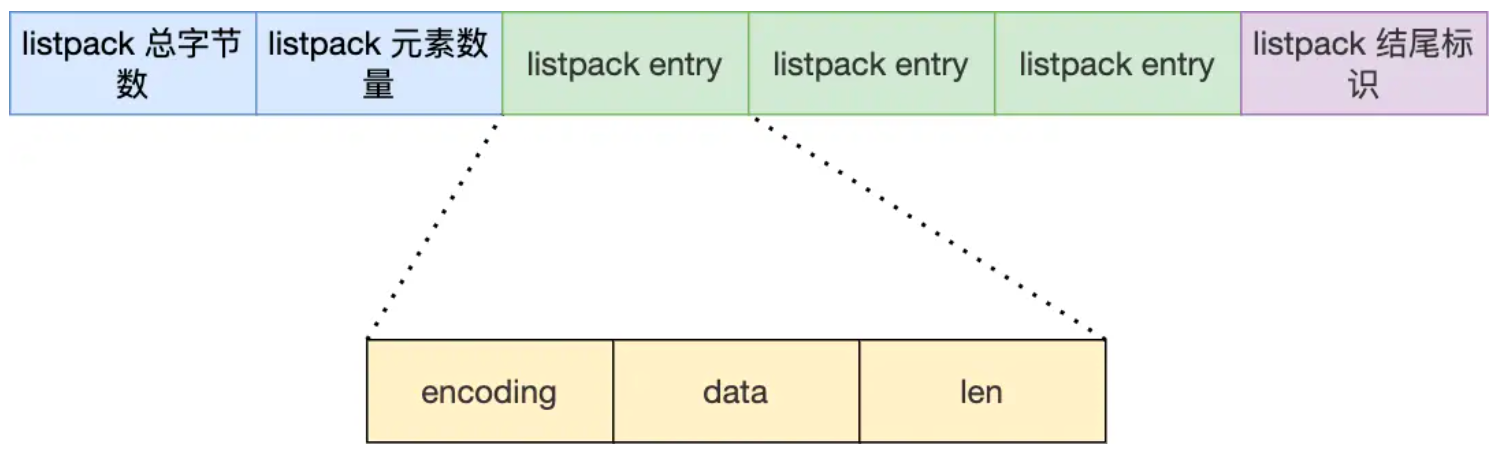 listpack 总字节
数
listpack 元素数
量
listpack entry
listpack entry
listpack entry
listpack 结尾标
识
encoding
data
len